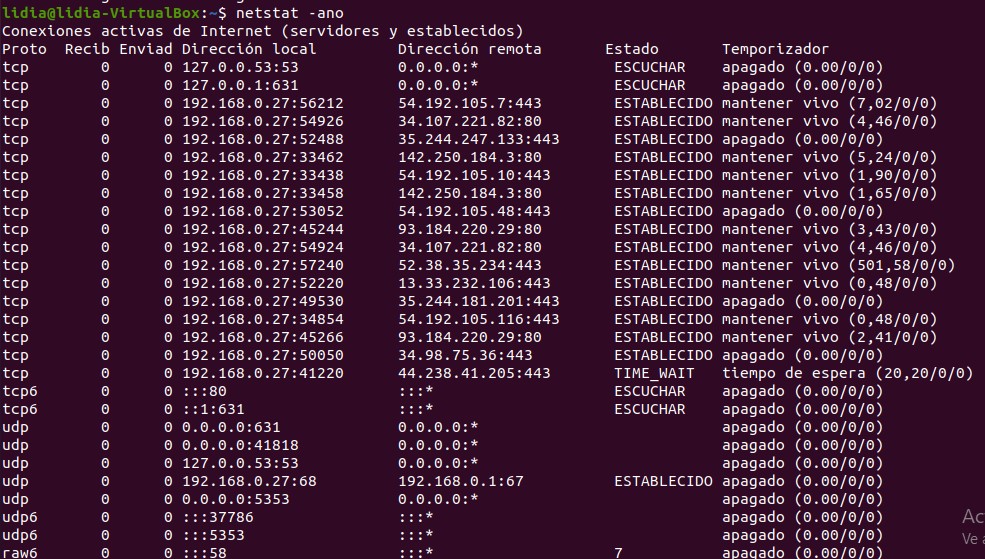 lidia@lidia-VirtualBox:~$ netstat -ano
Conexiones activas de Internet (servidores y establecidos)
Proto  Recib Enviad Dirección local         Dirección remota       Estado       Temporizador
tcp        0      0 127.0.0.53:53           0.0.0.0:*               ESCUCHAR    apagado (0.00/0/0)
tcp        0      0 127.0.0.1:631           0.0.0.0:*               ESCUCHAR    apagado (0.00/0/0)
tcp        0      0 192.168.0.27:56212      54.192.105.7:443        ESTABLECIDO mantener vivo (7,02/0/0)
tcp        0      0 192.168.0.27:54926      34.107.221.82:80        ESTABLECIDO mantener vivo (4,46/0/0)
tcp        0      0 192.168.0.27:52488      35.244.247.133:443      ESTABLECIDO apagado (0.00/0/0)
tcp        0      0 192.168.0.27:33462      142.250.184.3:80        ESTABLECIDO mantener vivo (5,24/0/0)
tcp        0      0 192.168.0.27:33438      54.192.105.10:443       ESTABLECIDO mantener vivo (1,90/0/0)
tcp        0      0 192.168.0.27:33458      142.250.184.3:80        ESTABLECIDO mantener vivo (1,65/0/0)
tcp        0      0 192.168.0.27:53052      54.192.105.48:443       ESTABLECIDO apagado (0.00/0/0)
tcp        0      0 192.168.0.27:45244      93.184.220.29:80        ESTABLECIDO mantener vivo (3,43/0/0)
tcp        0      0 192.168.0.27:54924      34.107.221.82:80        ESTABLECIDO mantener vivo (4,46/0/0)
tcp        0      0 192.168.0.27:57240      52.38.35.234:443        ESTABLECIDO mantener vivo (501,58/0/0)
tcp        0      0 192.168.0.27:52220      13.33.232.106:443       ESTABLECIDO mantener vivo (0,48/0/0)
tcp        0      0 192.168.0.27:49530      35.244.181.201:443      ESTABLECIDO apagado (0.00/0/0)
tcp        0      0 192.168.0.27:34854      54.192.105.116:443      ESTABLECIDO mantener vivo (0,48/0/0)
tcp        0      0 192.168.0.27:45266      93.184.220.29:80        ESTABLECIDO mantener vivo (2,41/0/0)
tcp        0      0 192.168.0.27:50050      34.98.75.36:443         ESTABLECIDO apagado (0.00/0/0)
tcp        0      0 192.168.0.27:41220      44.238.41.205:443       TIME_WAIT   tiempo de espera (20,20/0/0)
tcp6       0      0 :::80                   :::*                    ESCUCHAR    apagado (0.00/0/0)
tcp6       0      0 ::1:631                 :::*                    ESCUCHAR    apagado (0.00/0/0)
udp        0      0 0.0.0.0:631             0.0.0.0:*                           apagado (0.00/0/0)
udp        0      0 0.0.0.0:41818           0.0.0.0:*                           apagado (0.00/0/0)
udp        0      0 127.0.0.53:53           0.0.0.0:*                           apagado (0.00/0/0)
udp        0      0 192.168.0.27:68         192.168.0.1:67          ESTABLECIDO apagado (0.00/0/0)
udp        0      0 0.0.0.0:5353            0.0.0.0:*                           apagado (0.00/0/0)
udp6       0      0 :::37786                :::*                                apagado (0.00/0/0)
udp6       0      0 :::5353                 :::*                                apagado (0.00/0/0)
raw6       0      0 :::58                   :::*                    7           apagado (0.00/0/0)
Ac
Ve a